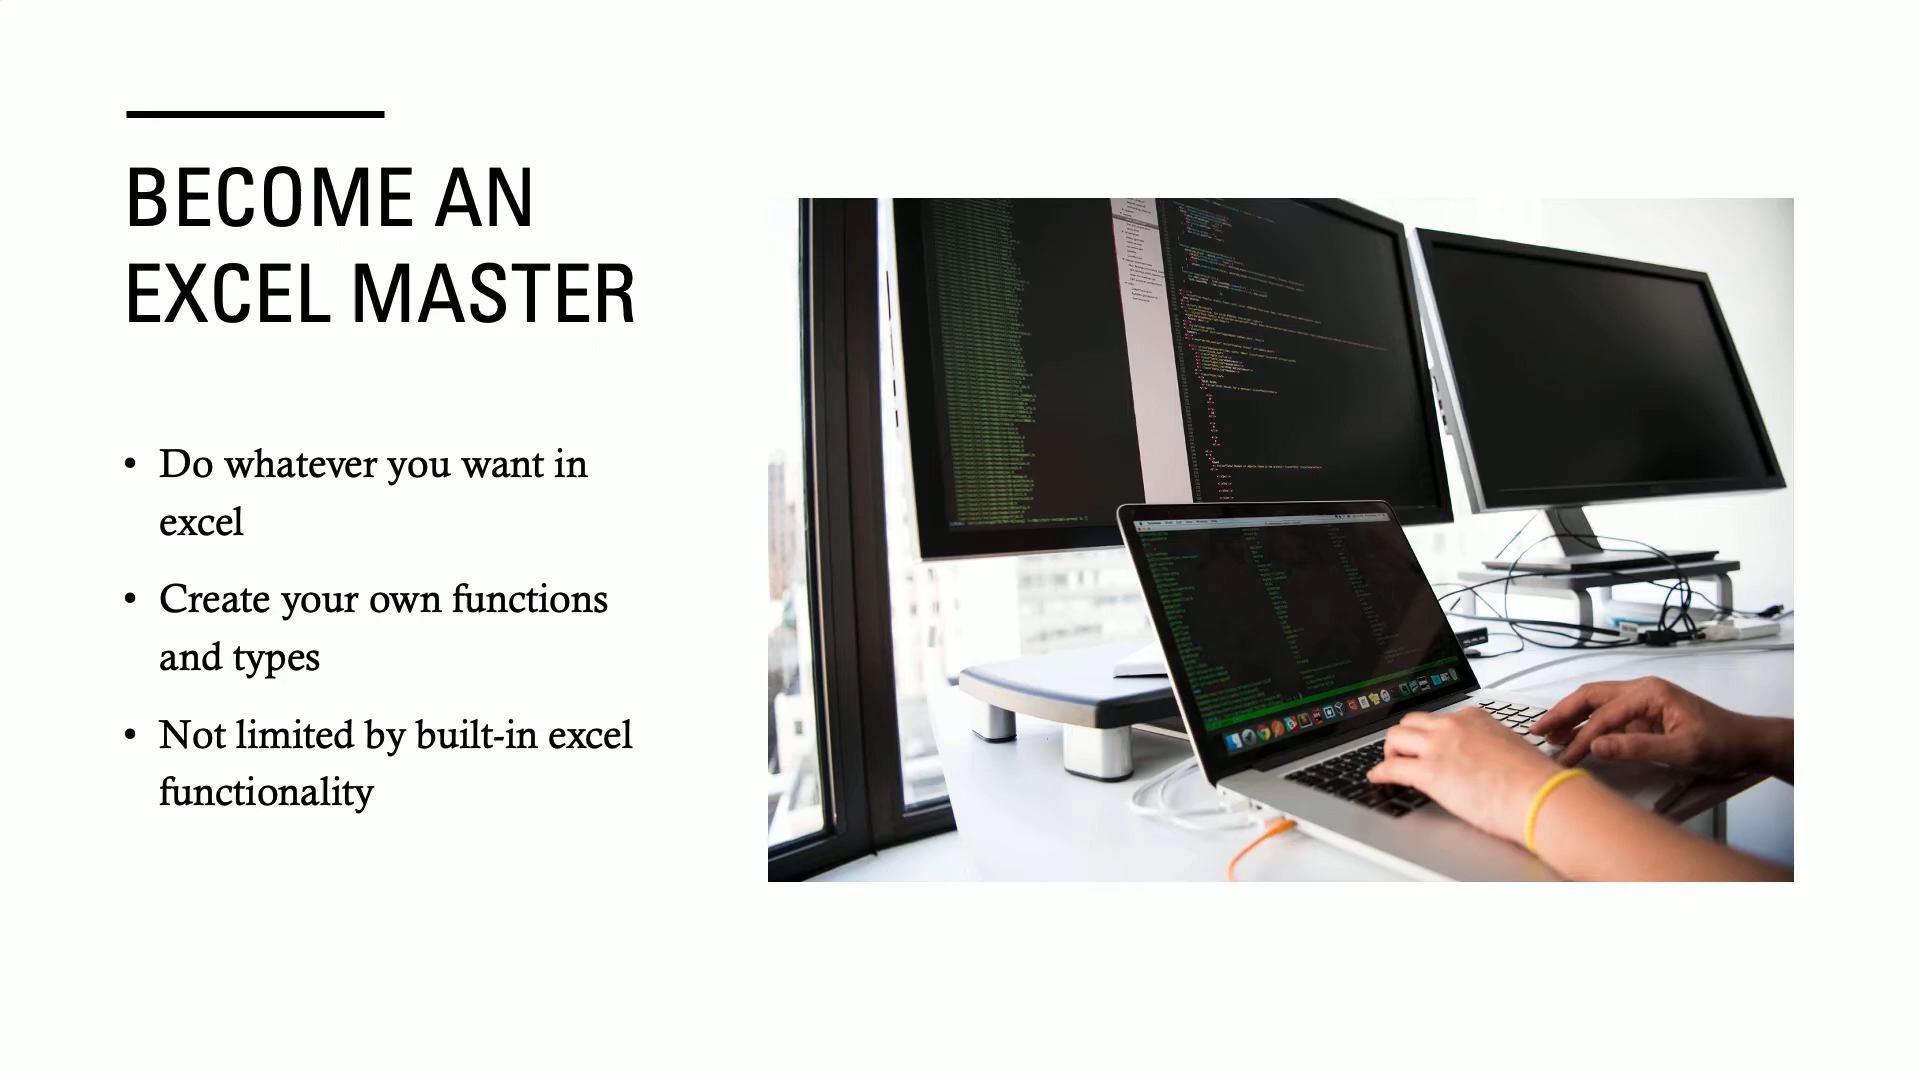 BECOME AN
EXCEL MASTER
• Do whatever you want in
excel
• Create your own functions
and types
• Not limited by built-in excel
functionality